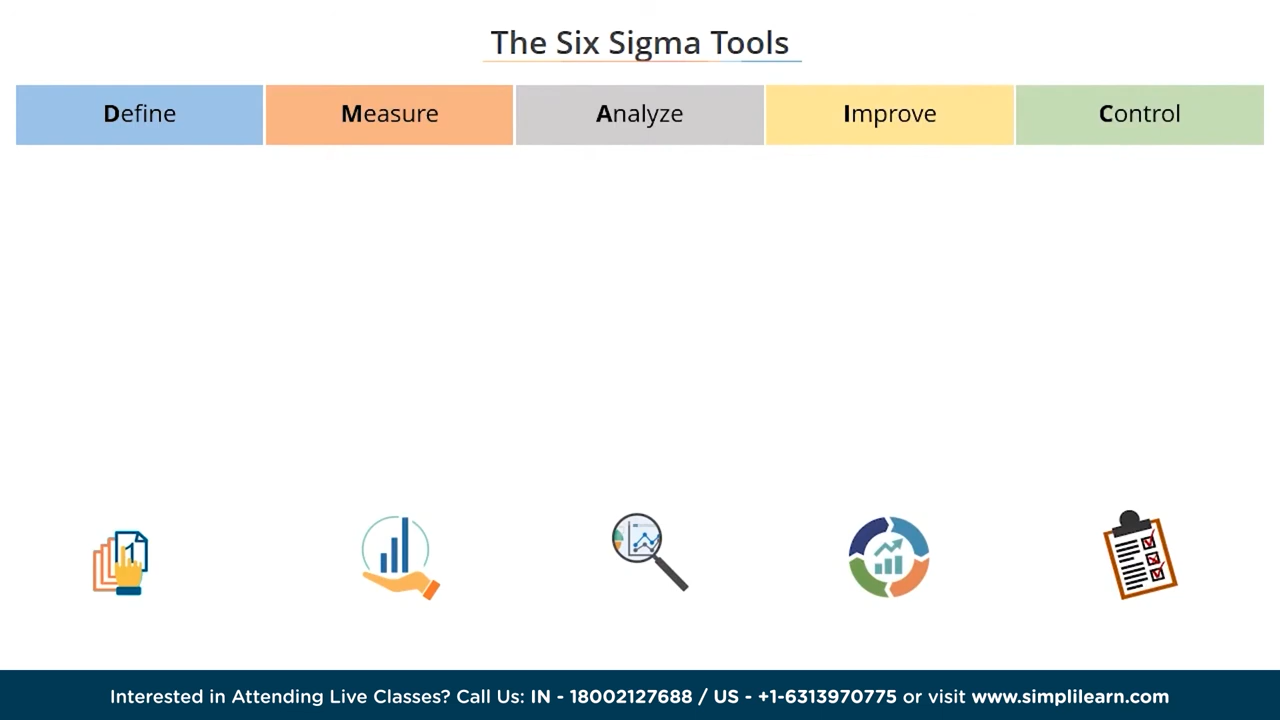 The Six Sigma Tools
Define Measure Analyze Improve Control
1
Interested in Attending Live Classes? Call Us: IN - 18002127688 / US - +1-6313970775 or visit www.simplilearn.com